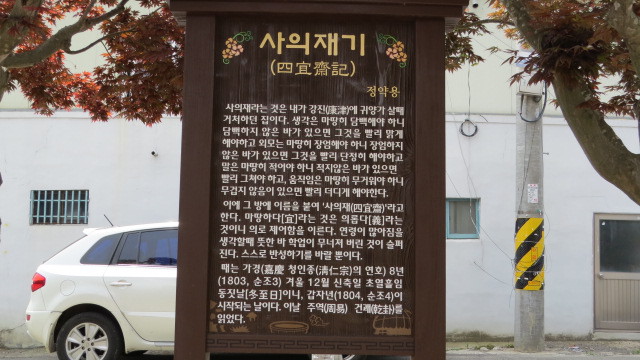 사의재기
(四宜齋記)
정약용
사의재라는 것은 내가 강진(康津)에 귀양가 살때
거처하던 집이다. 생각은 마땅히 담백해야 하니
담백하지 않은 바가 있으면 그것을 빨리 맑게
해야하고 외모는 마땅히 장엄해야 하니 장엄하지
않은 바가 있으면 그것을 빨리 단정히 해야하고
말은 마땅히 적어야 하니 적지않은 바가 있으면
빨리 그쳐야 하고, 움직임은 마땅히 무거워야 하니
무겁지 않음이 있으면 빨리 더디게 해야한다.
이에 그 방에 이름을 붙여 '사의재(四宜齋)'라고
한다. 마땅하다[宜]라는 것은 의롭다[義]라는
것이니 의로 제어함을 이른다. 연령이 많아짐을
생각할때 뜻한 바 학업이 무너져 버린 것이 슬퍼
진다. 스스로 반성하기를 바랄 뿐이다.
때는 가경(嘉慶 청인종(清仁宗)의 연호) 8년
(1803, 순조3) 겨울 12월 신축일 초열흘임
동짓날[冬至日]이니, 갑자년(1804, 순조4)이
시작되는 날이다. 이날 주역(周易) 건괘(乾卦)를
읽었다.